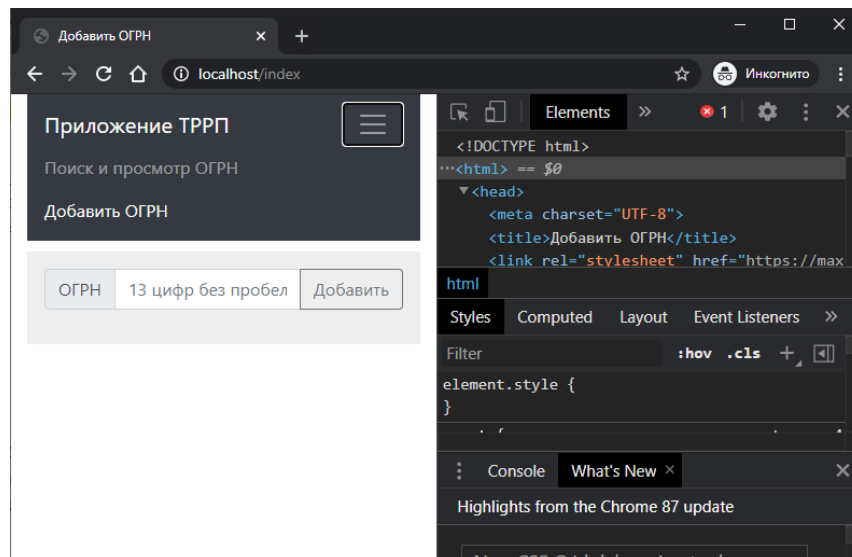 Добавить ОГРН
localhost/index
Инкогнито
Приложение ТРРП
Поиск и просмотр ОГРН
Добавить ОГРН
ОГРН 13 цифр без пробел Добавить
Elements » 1
<!DOCTYPE html>
···<html> == $0
▼<head>
<meta charset="UTF-8">
<title>Добавить ОГРН</title>
<link rel="stylesheet" href="https://max
html
Styles Computed Layout Event Listeners »
Filter :hov .cls +
element.style {
}
Console What's New ×
Highlights from the Chrome 87 update